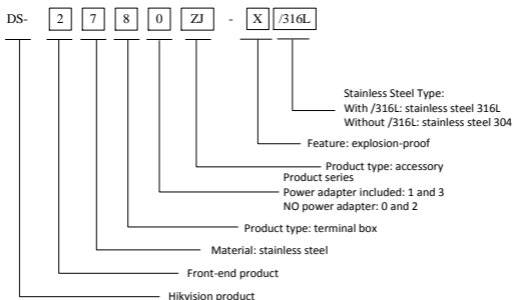 DS- 2 7 8 0 ZJ - X /316L
Stainless Steel Type:
With /316L: stainless steel 316L
Without /316L: stainless steel 304
Feature: explosion-proof
Product type: accessory
Product series
Power adapter included: 1 and 3
NO power adapter: 0 and 2
Product type: terminal box
Material: stainless steel
Front-end product
Hikvision product